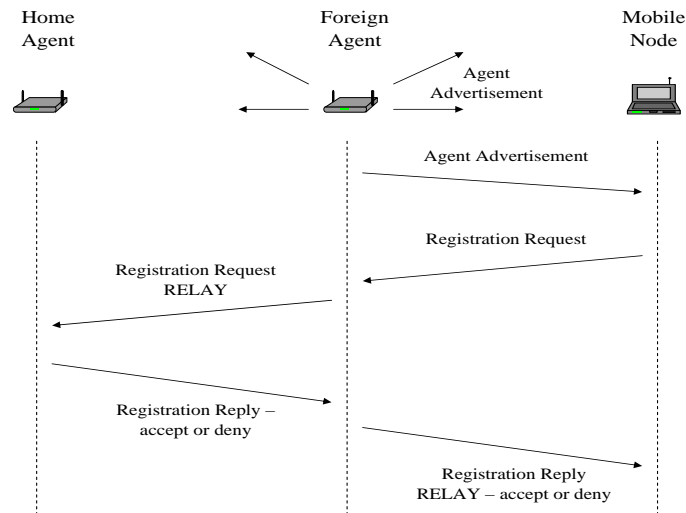 Home
Agent
Foreign
Agent
Mobile
Node
Agent
Advertisement
Agent Advertisement
Registration Request
Registration Request
RELAY
Registration Reply –
accept or deny
Registration Reply
RELAY – accept or deny